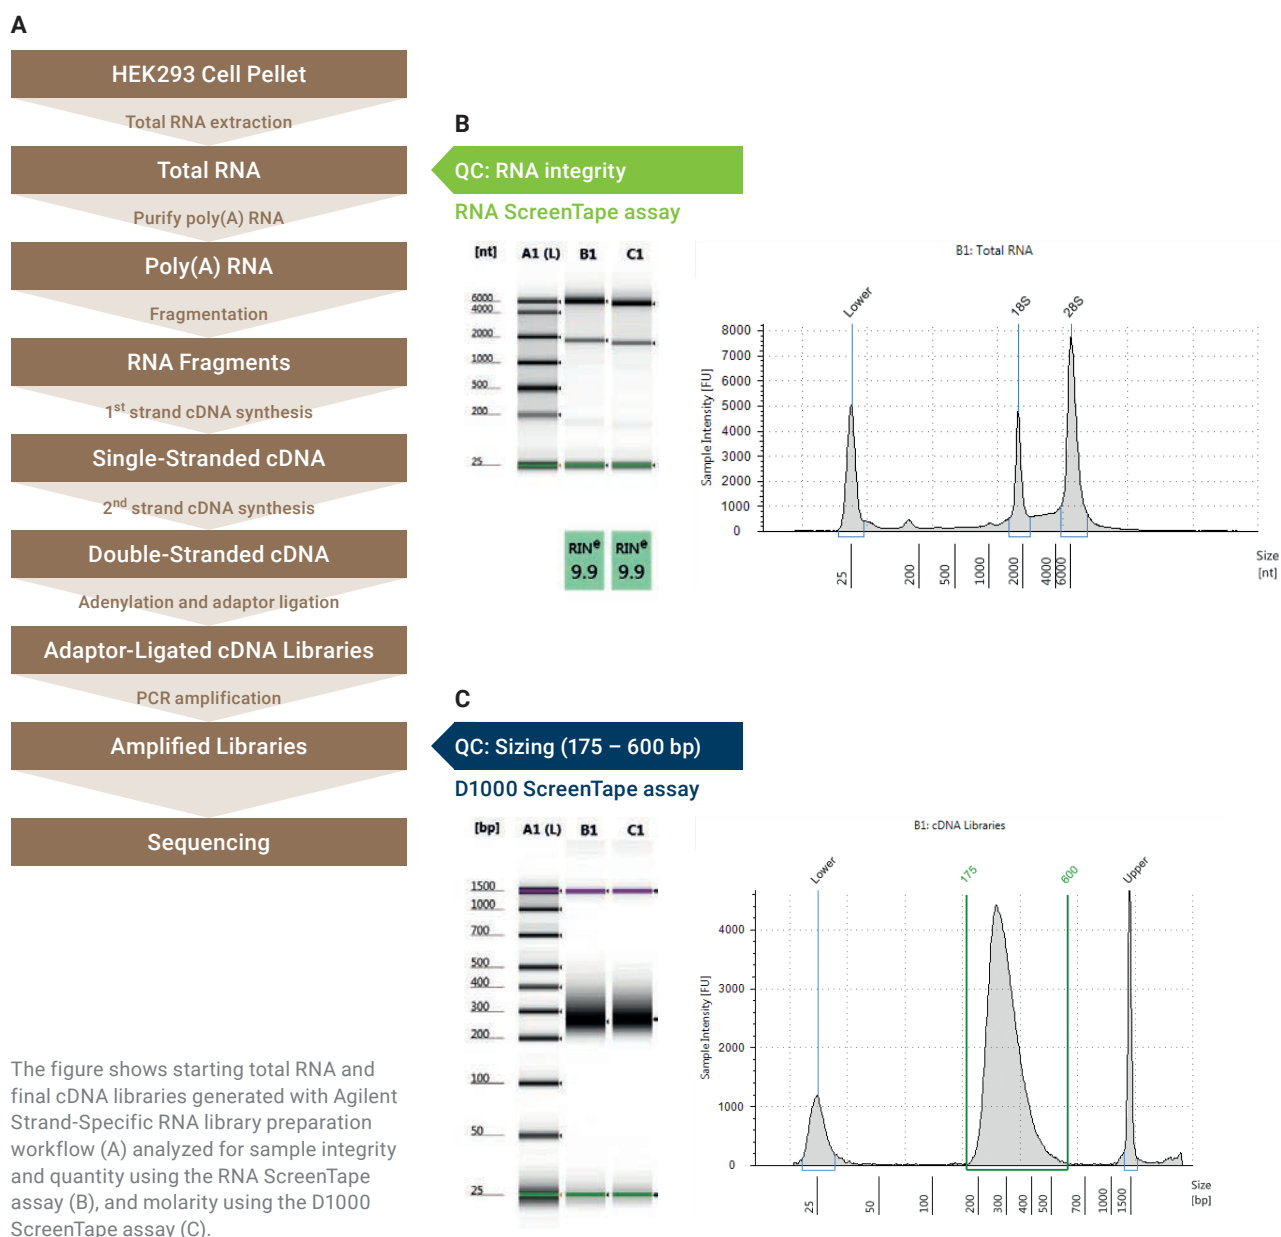 A
HEK293 Cell Pellet
Total RNA extraction
Total RNA
Purify poly(A) RNA
Poly(A) RNA
Fragmentation
RNA Fragments
1st strand cDNA synthesis
Single-Stranded cDNA
2nd strand cDNA synthesis
Double-Stranded cDNA
Adenylation and adaptor ligation
Adaptor-Ligated cDNA Libraries
PCR amplification
Amplified Libraries
Sequencing
The figure shows starting total RNA and
final cDNA libraries generated with Agilent
Strand-Specific RNA library preparation
workflow (A) analyzed for sample integrity
and quantity using the RNA ScreenTape
assay (B), and molarity using the D1000
ScreenTape assay (C).
B
QC: RNA integrity
RNA ScreenTape assay
[nt] A1 (L) B1 C1
6000
4000
2000
1000
500
200
25
RINe RINe
9.9 9.9
B1: Total RNA
Lower 18S 28S
Sample Intensity [FU]
8000
7000
6000
5000
4000
3000
2000
1000
0
25 200 500 1000 2000 4000 6000
Size
[nt]
C
QC: Sizing (175 – 600 bp)
D1000 ScreenTape assay
[bp] A1 (L) B1 C1
1500
1000
700
500
400
300
200
100
50
25
B1: cDNA Libraries
Lower 175 600 Upper
Sample Intensity [FU]
4000
3000
2000
1000
0
25 50 100 200 300 400 500 700 1000 1500
Size
[bp]